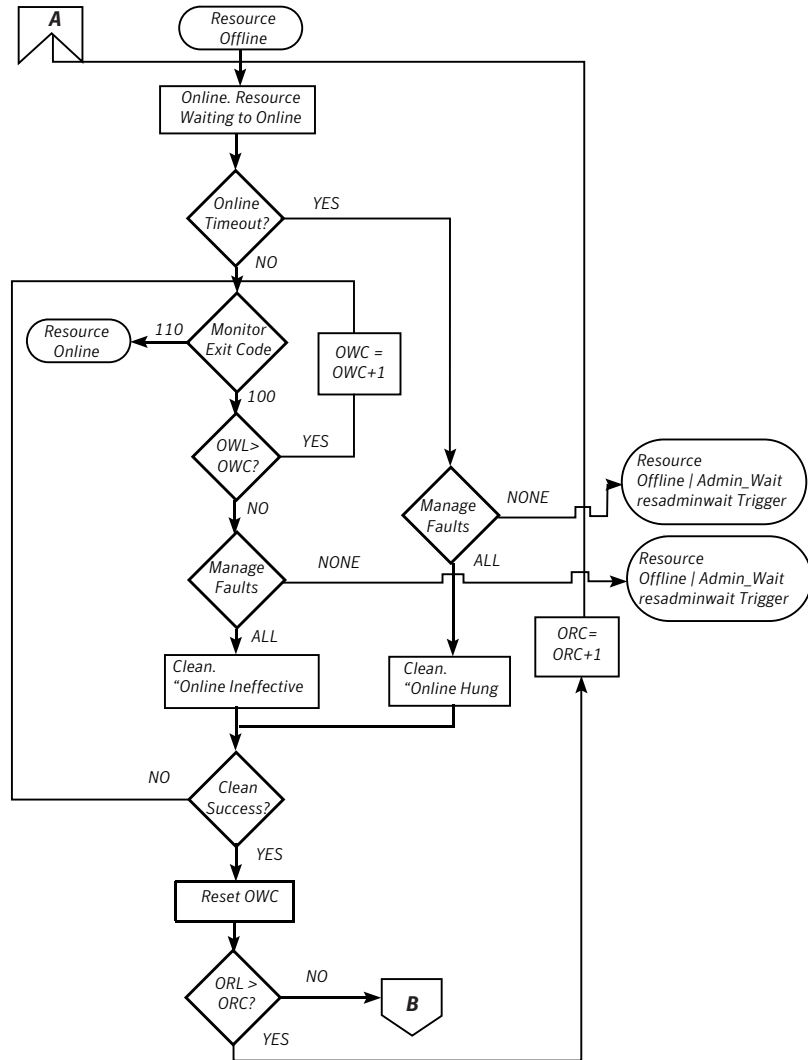 A
Resource
Offline
Online. Resource
Waiting to Online
Online
Timeout?
YES
NO
Resource
Online
110
Monitor
Exit Code
OWC =
OWC+1
100
OWL>
OWC?
YES
NO
Manage
Faults
NONE
Resource
Offline | Admin_Wait
resadminwait Trigger
ALL
Manage
Faults
NONE
Resource
Offline | Admin_Wait
resadminwait Trigger
ALL
ORC=
ORC+1
Clean.
“Online Ineffective
Clean.
“Online Hung
NO
Clean
Success?
YES
Reset OWC
ORL >
ORC?
NO
B
YES